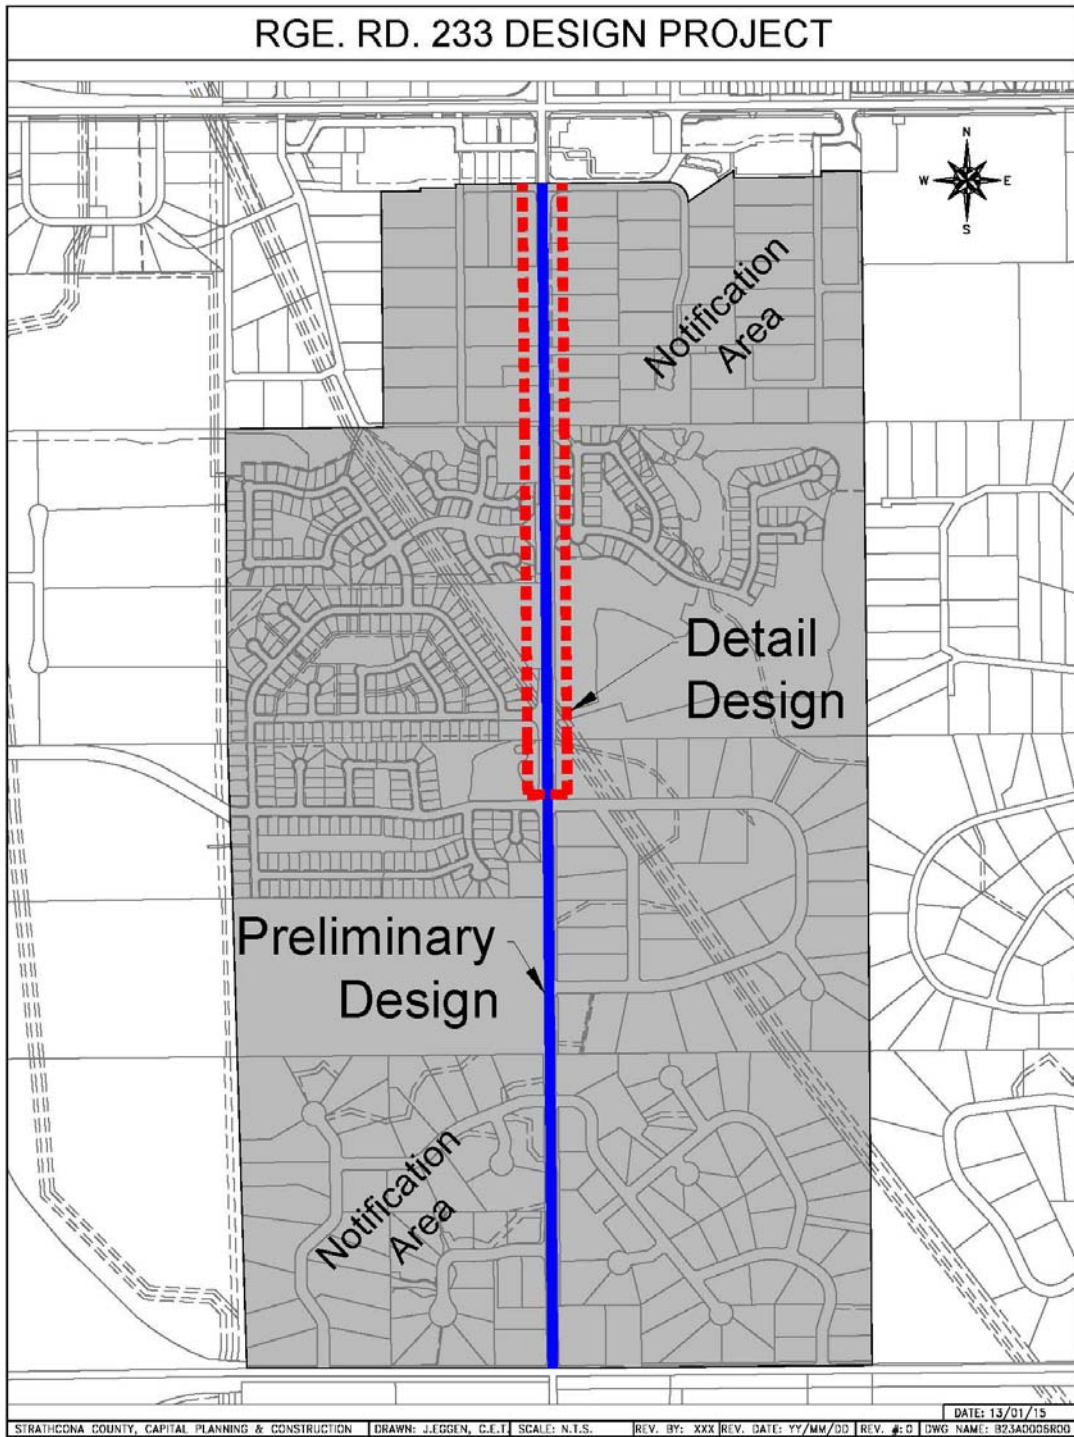 RGE. RD. 233 DESIGN PROJECT
N
W E
S
Notification
Area
Detail
Design
Preliminary
Design
Notification
Area
DATE: 13/01/15
STRATHCONA COUNTY, CAPITAL PLANNING & CONSTRUCTION DRAWN: J.EGGEN, C.E.T. SCALE: N.T.S. REV. BY: XXX REV. DATE: YY/MM/DD REV. #: 0 DWG NAME: B23A0005R00